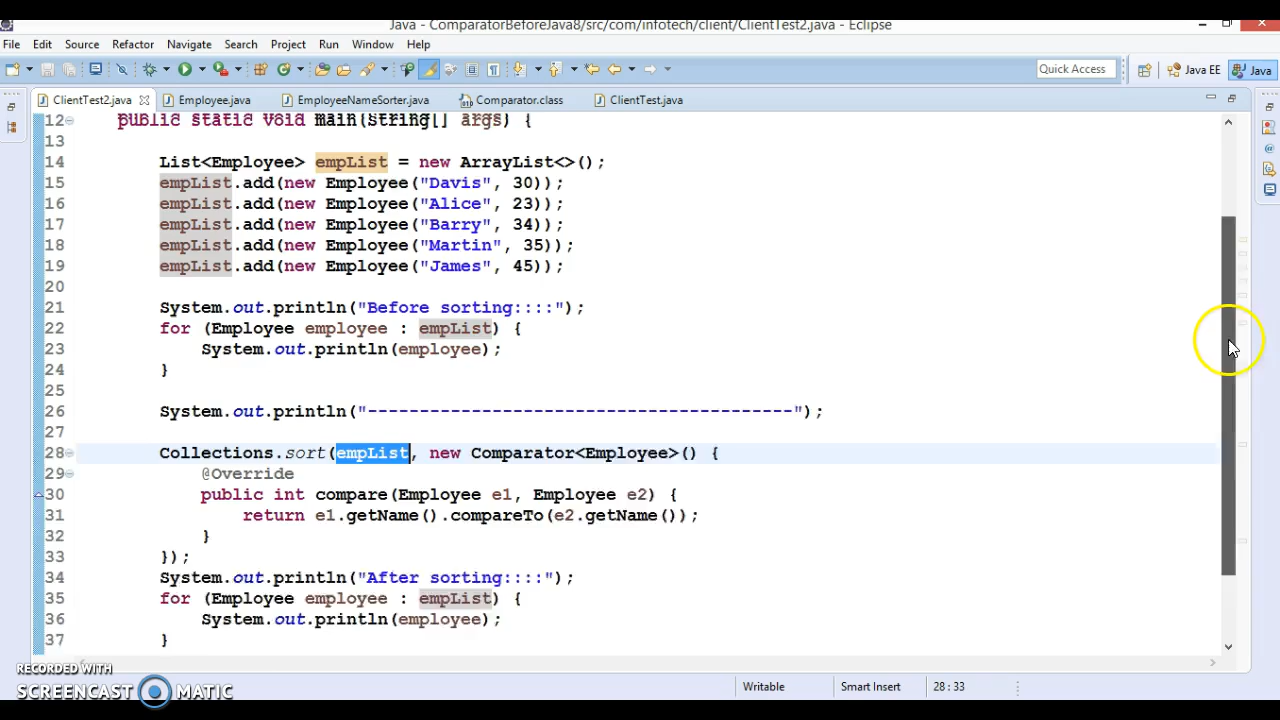 Java - ComparatorBeforeJava8/src/com/infotech/client/ClientTest2.java - Eclipse
File Edit Source Refactor Navigate Search Project Run Window Help
Quick Access Java EE Java
ClientTest2.java Employee.java EmployeeNameSorter.java Comparator.class ClientTest.java
12 public static void main(String[] args) {
13
14 List<Employee> empList = new ArrayList<>();
15 empList.add(new Employee("Davis", 30));
16 empList.add(new Employee("Alice", 23));
17 empList.add(new Employee("Barry", 34));
18 empList.add(new Employee("Martin", 35));
19 empList.add(new Employee("James", 45));
20
21 System.out.println("Before sorting::::");
22 for (Employee employee : empList) {
23 System.out.println(employee);
24 }
25
26 System.out.println("-----------------------------------------");
27
28 Collections.sort(empList, new Comparator<Employee>() {
29 @Override
30 public int compare(Employee e1, Employee e2) {
31 return e1.getName().compareTo(e2.getName());
32 }
33 });
34 System.out.println("After sorting::::");
35 for (Employee employee : empList) {
36 System.out.println(employee);
37 }
RECORDED WITH
SCREENCAST MATIC
Writable Smart Insert 28 : 33